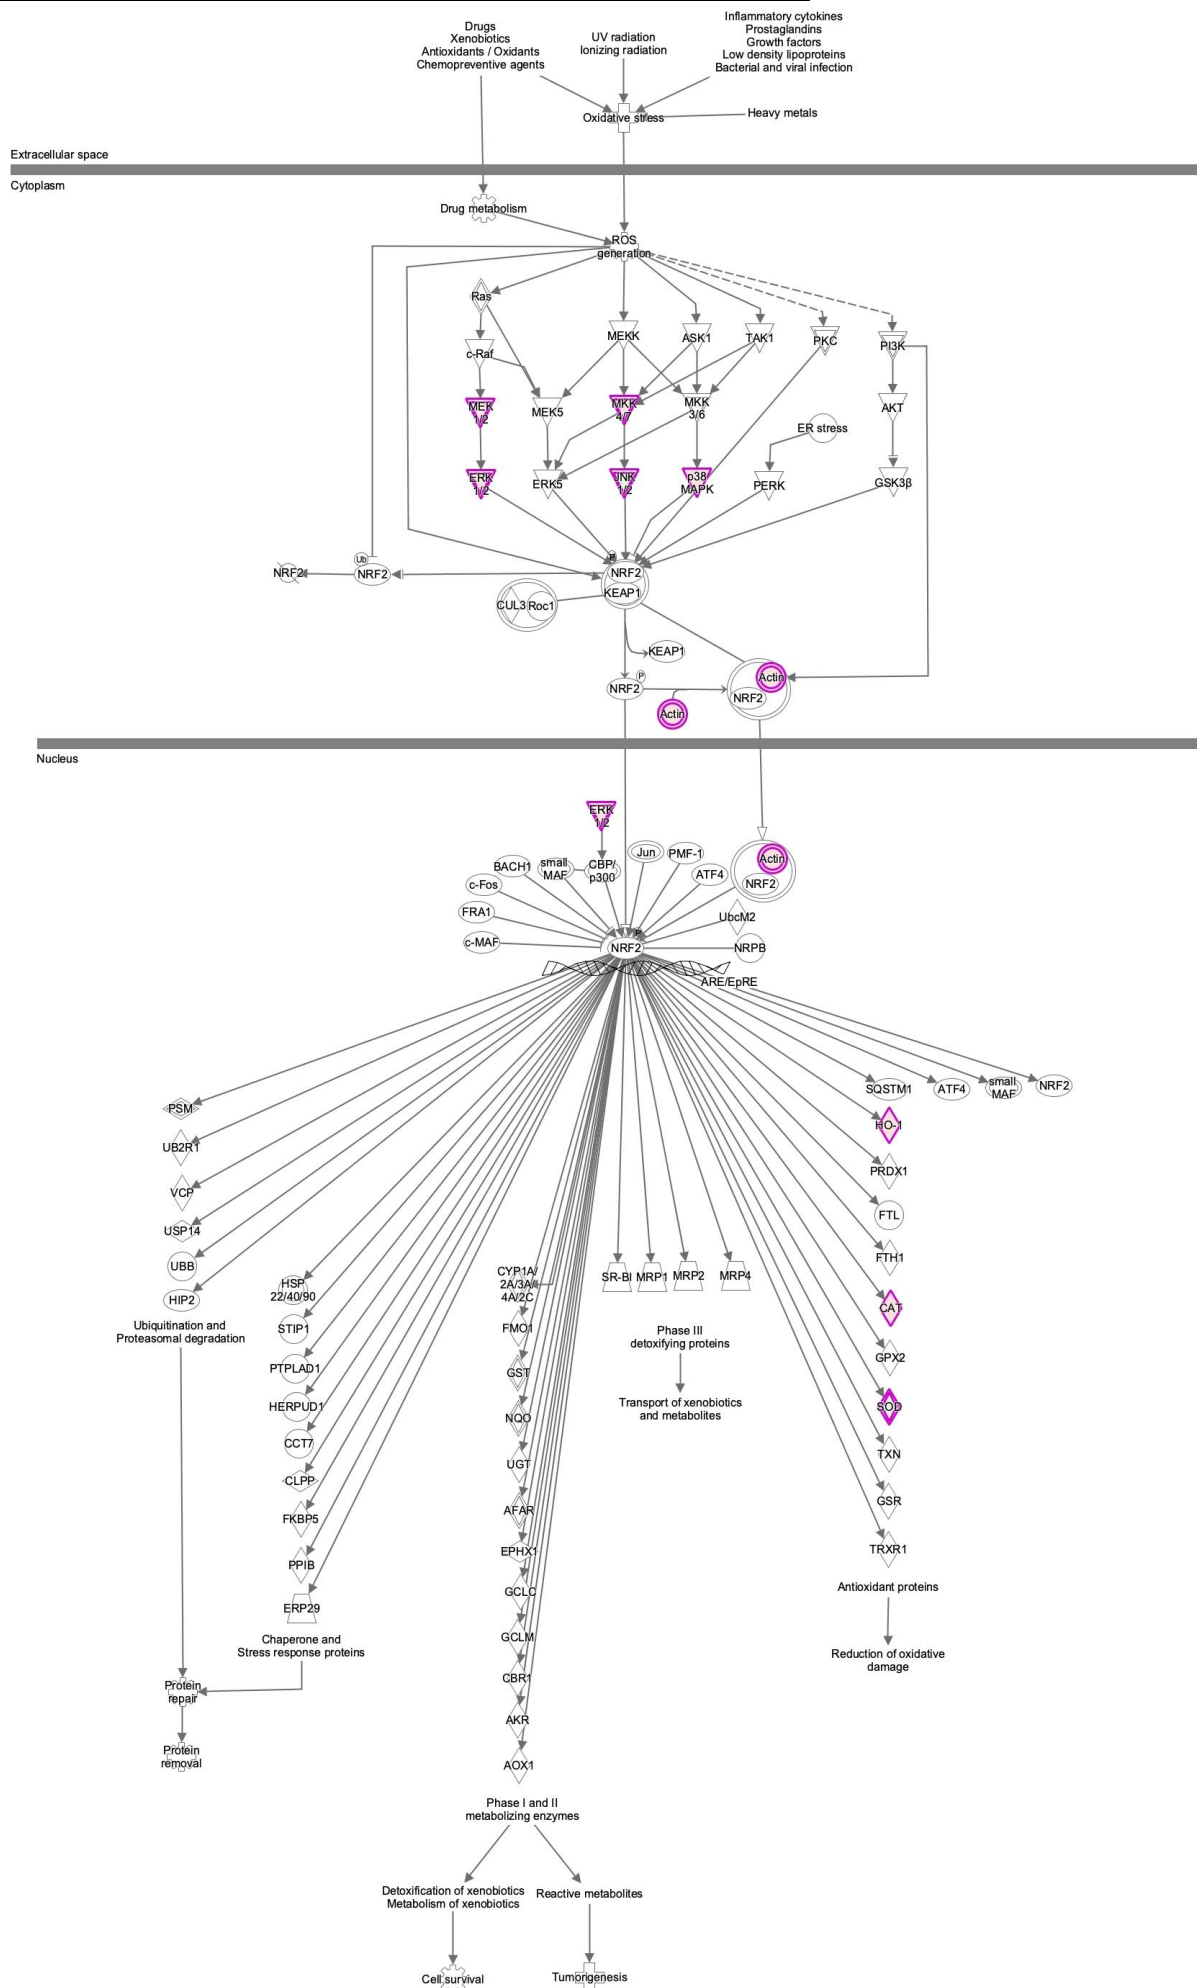 Drugs
Xenobiotics
Antioxidants / Oxidants
Chemopreventive agents
UV radiation
Ionizing radiation
Inflammatory cytokines
Prostaglandins
Growth factors
Low density lipoproteins
Bacterial and viral infection
Oxidative stress
Heavy metals
Extracellular space
Cytoplasm
Drug metabolism
ROS
generation
Ras
MEKK
ASK1
TAK1
PKC
PI3K
c-Raf
MEK
1/2
MEK5
MKK
4/7
MKK
3/6
AKT
ER stress
ERK
1/2
ERK5
JNK
1/2
p38
MAPK
PERK
GSK3β
NRF2
Ub
NRF2
P
NRF2
KEAP1
CUL3
Roc1
KEAP1
P
NRF2
Actin
Actin
NRF2
Nucleus
ERK
1/2
BACH1
small
MAF
CBP/
p300
Jun
PMF-1
ATF4
Actin
NRF2
c-Fos
FRA1
c-MAF
UbcM2
NRPB
P
NRF2
ARE/EpRE
PSM
UB2R1
VCP
USP14
UBB
HIP2
Ubiquitination and
Proteasomal degradation
HSP
22/40/90
STIP1
PTPLAD1
HERPUD1
CCT7
CLPP
FKBP5
PPIB
ERP29
Chaperone and
Stress response proteins
Protein
repair
Protein
removal
CYP1A/
2A/3A/
4A/2C
FMO1
GST
NQO
UGT
AFAR
EPHX1
GCLC
GCLM
CBR1
AKR
AOX1
Phase I and II
metabolizing enzymes
Detoxification of xenobiotics
Metabolism of xenobiotics
Reactive metabolites
Cell survival
Tumorigenesis
SR-BI
MRP1
MRP2
MRP4
Phase III
detoxifying proteins
Transport of xenobiotics
and metabolites
SQSTM1
ATF4
small
MAF
NRF2
HO-1
PRDX1
FTL
FTH1
CAT
GPX2
SOD
TXN
GSR
TRXR1
Antioxidant proteins
Reduction of oxidative
damage